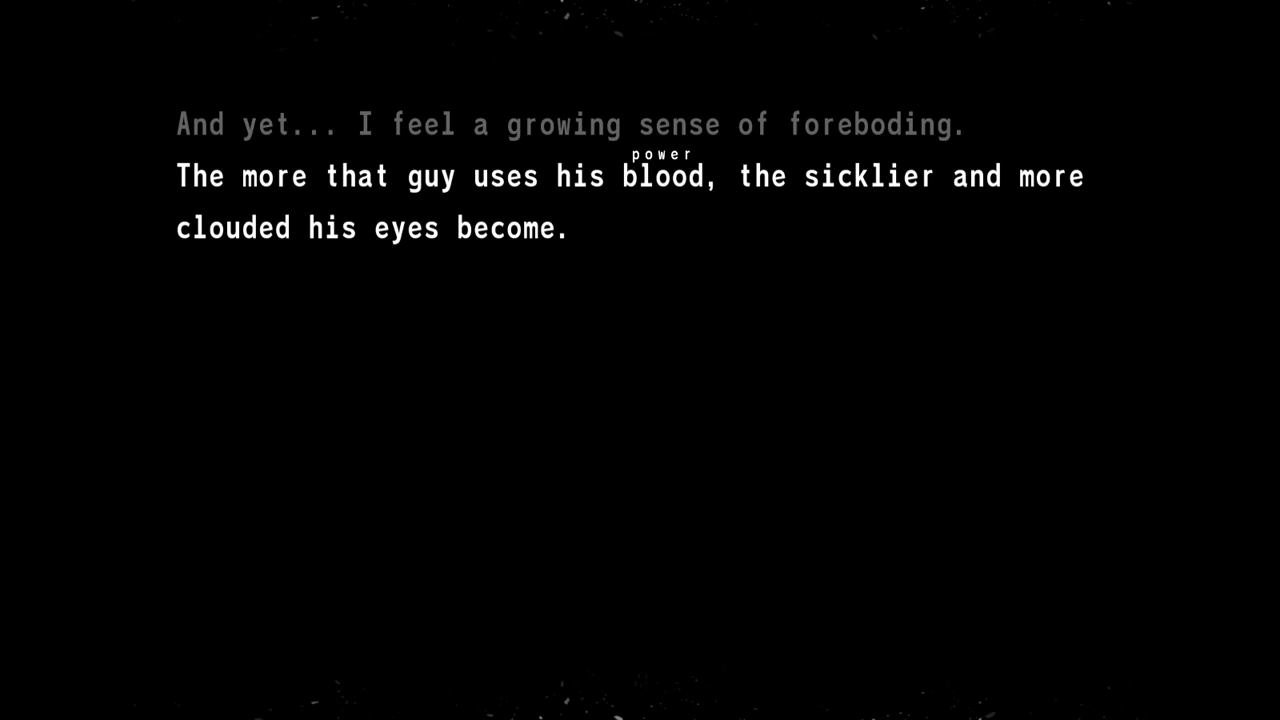 And yet... I feel a growing sense of foreboding.
power
The more that guy uses his blood, the sicklier and more
clouded his eyes become.